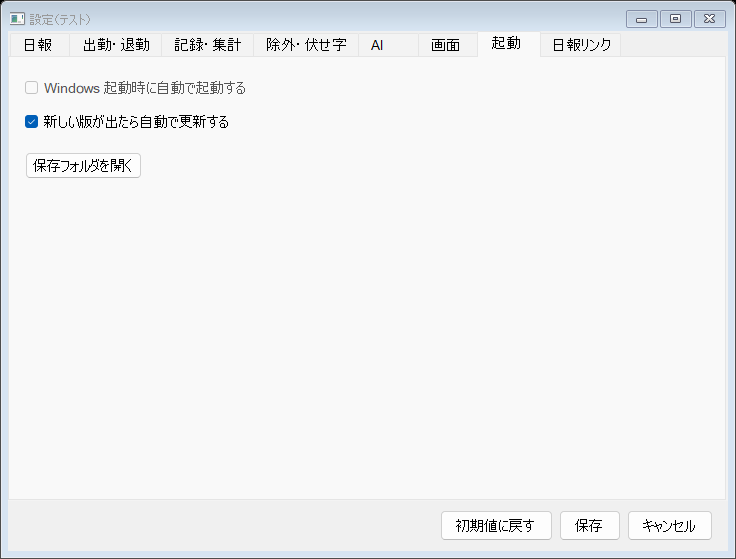 設定(テスト)
日報 出勤・退勤 記録・集計 除外・伏せ字 AI 画面 起動 日報リンク
Windows 起動時に自動で起動する
新しい版が出たら自動で更新する
保存フォルダを開く
初期値に戻す 保存 キャンセル